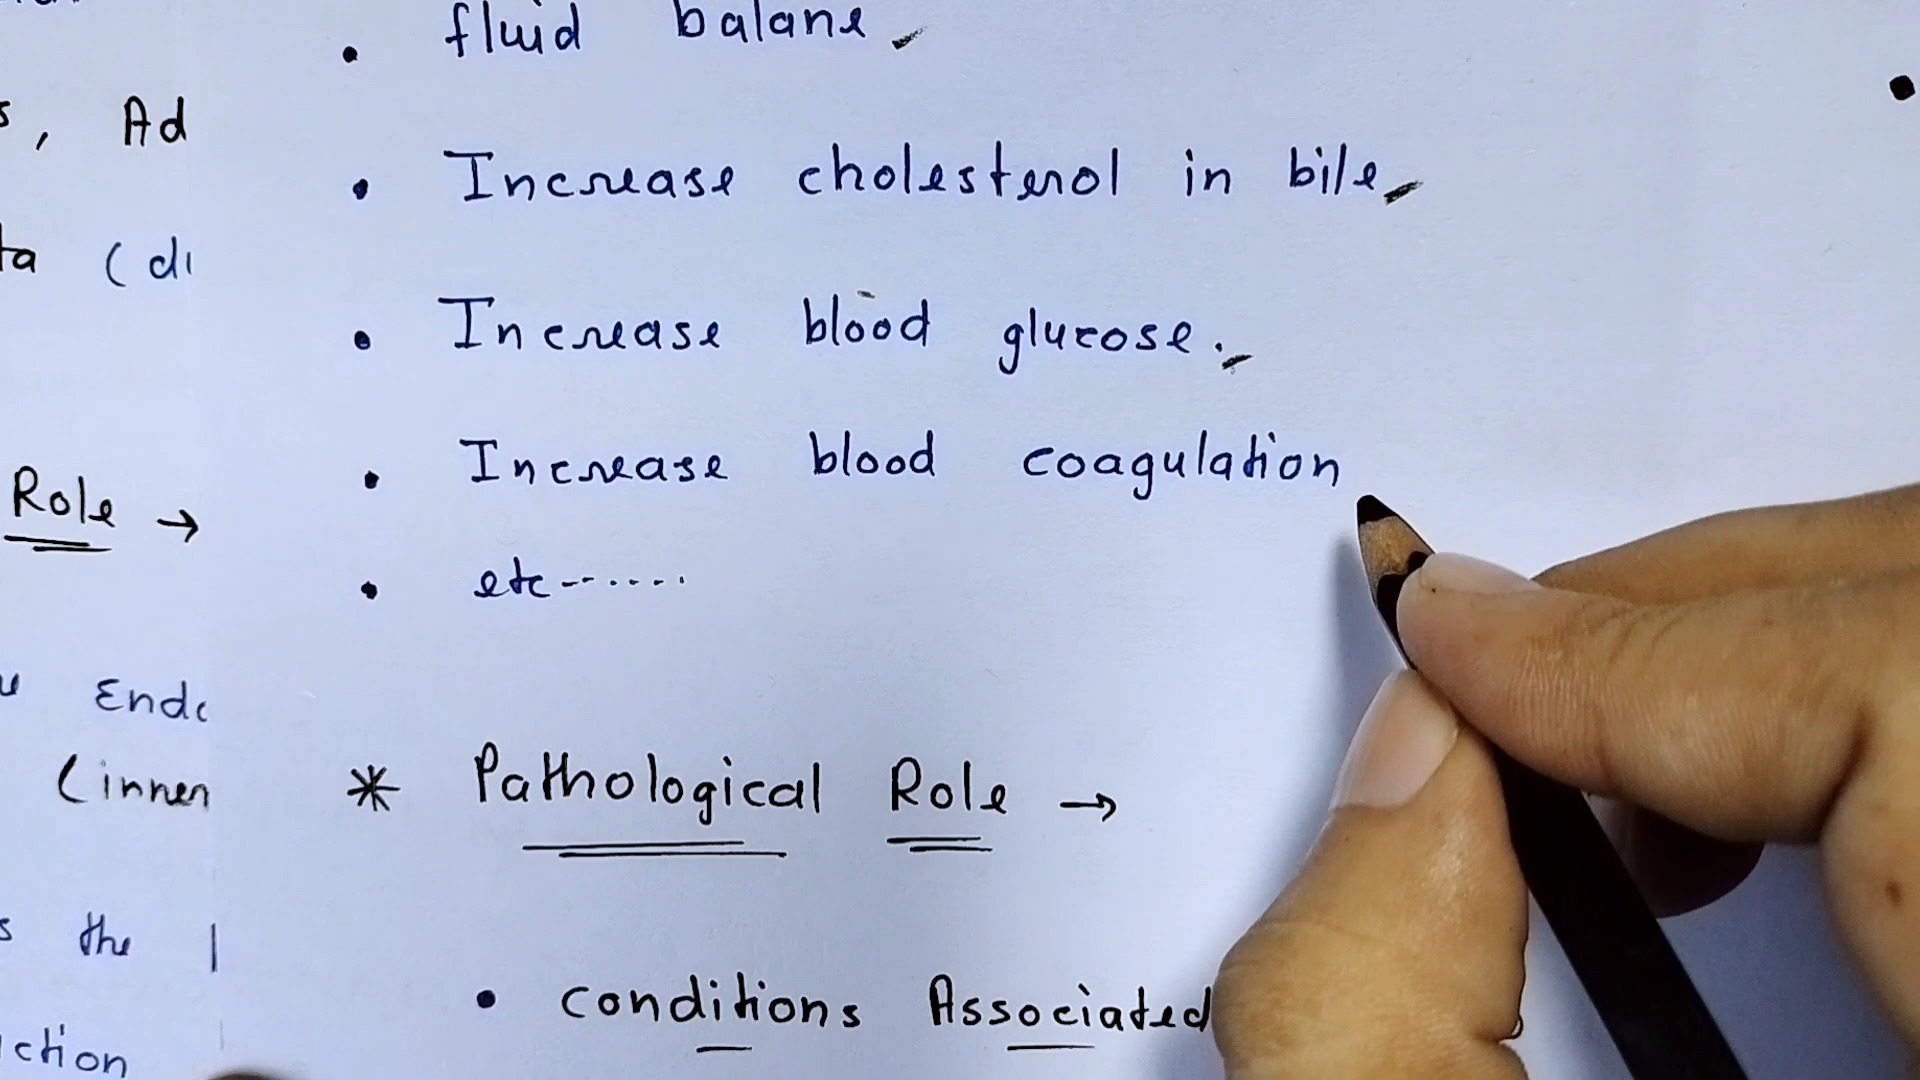 fluid balane
s, Ad
Increase cholesterol in bile
ta (di
Increase blood glucose.
Increase blood coagulation
Role →
etc--.....
Endo
(inner
* Pathological Role →
s the
Conditions Associated
ction